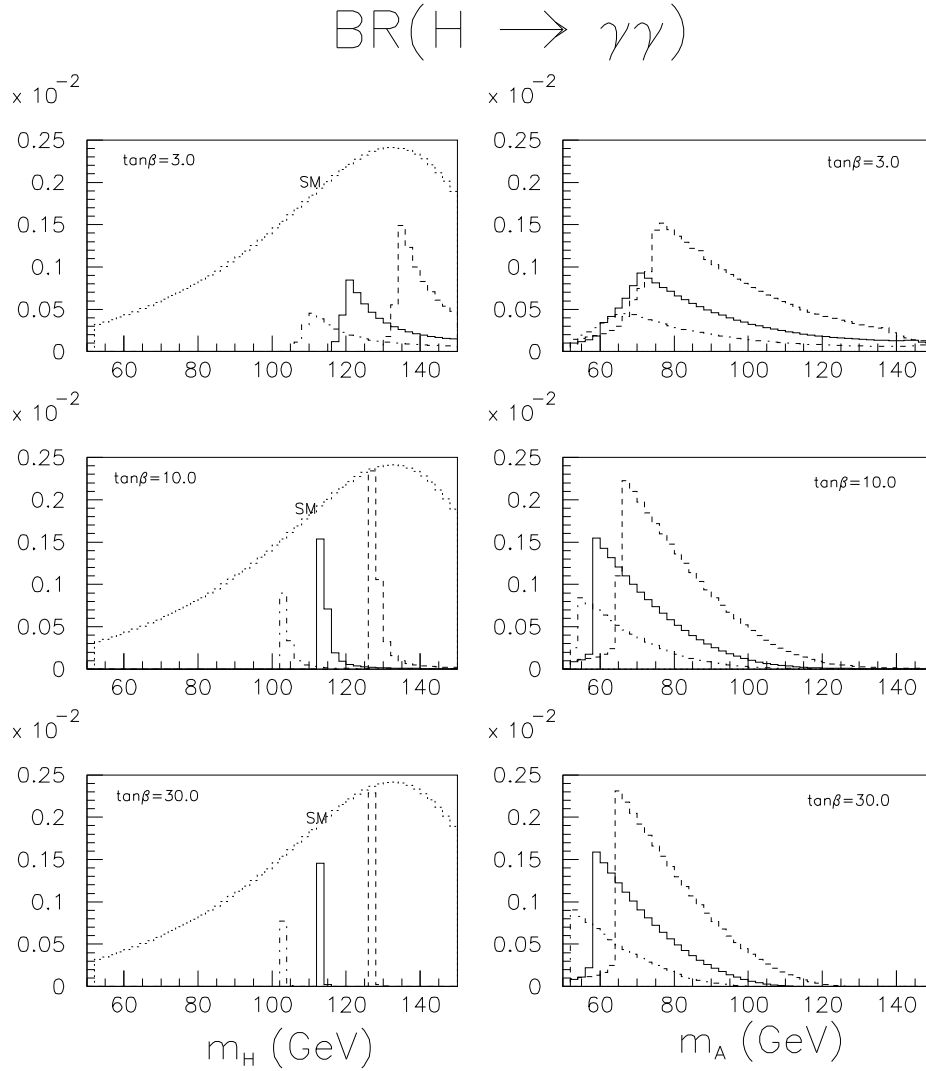 BR(H → γγ)
x 10⁻² x 10⁻²
0.25 tanβ=3.0 tanβ=3.0 0.25
0.2 SM 0.2
0.15 0.15
0.1 0.1
0.05 0.05
0 0
60 80 100 120 140 60 80 100 120 140
x 10⁻² x 10⁻²
0.25 tanβ=10.0 tanβ=10.0 0.25
0.2 SM 0.2
0.15 0.15
0.1 0.1
0.05 0.05
0 0
60 80 100 120 140 60 80 100 120 140
x 10⁻² x 10⁻²
0.25 tanβ=30.0 tanβ=30.0 0.25
0.2 SM 0.2
0.15 0.15
0.1 0.1
0.05 0.05
0 0
60 80 100 120 140 60 80 100 120 140
m_H (GeV) m_A (GeV)